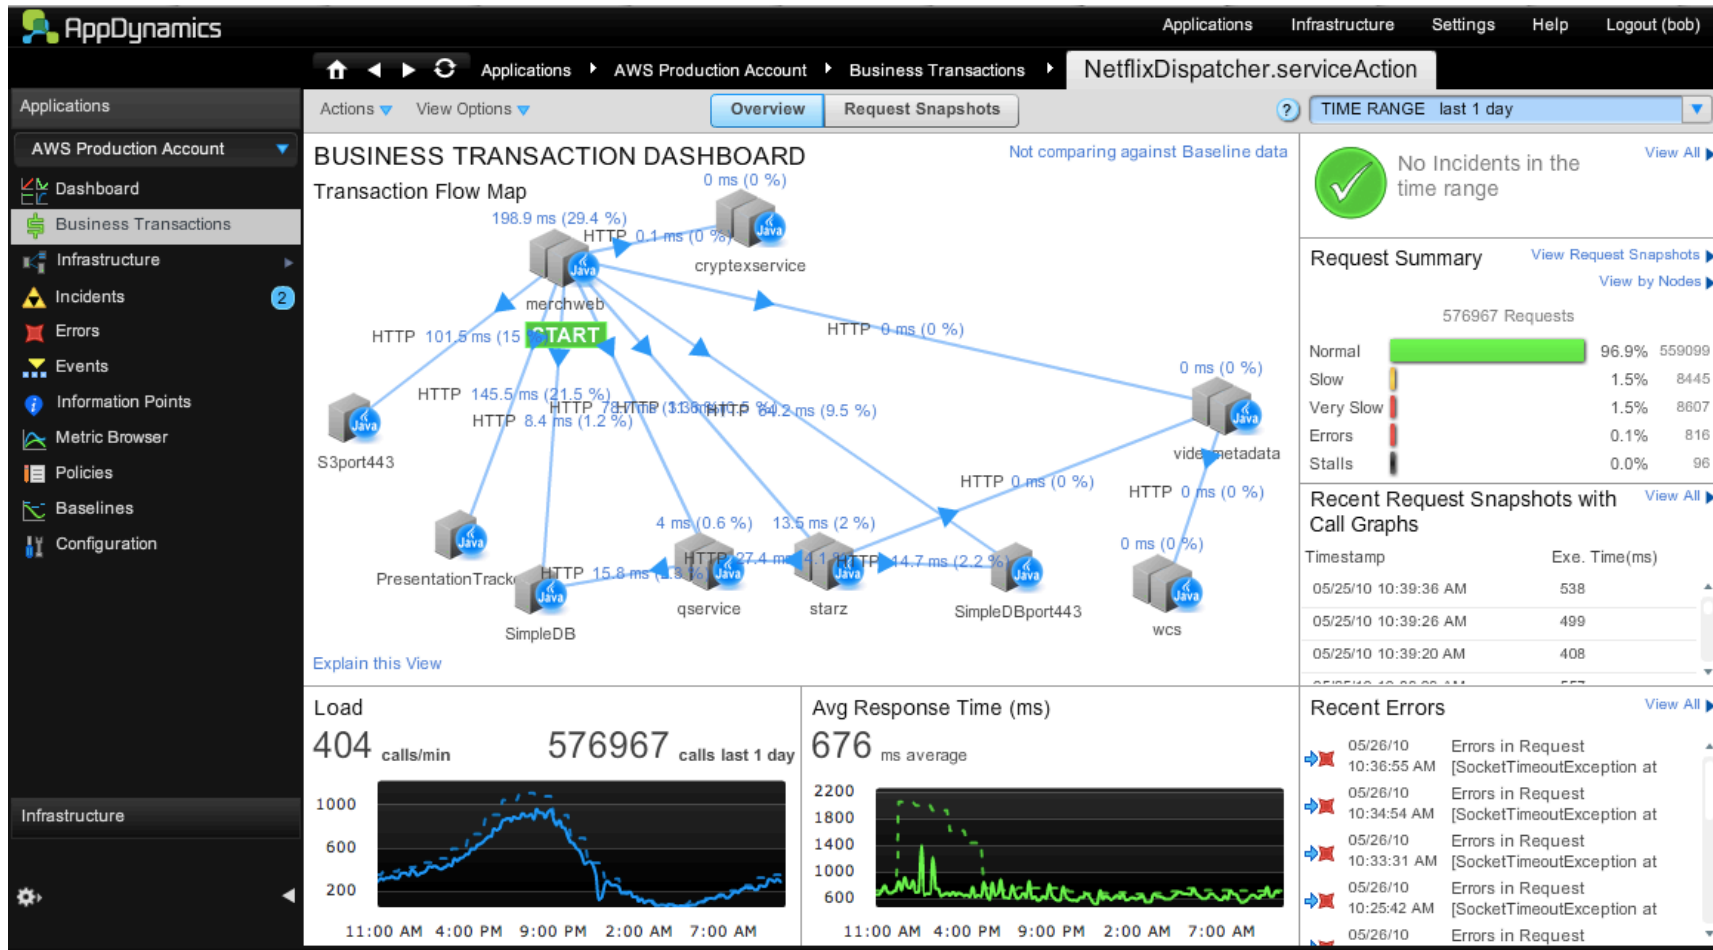 AppDynamics
Applications Infrastructure Settings Help Logout (bob)
Applications AWS Production Account Business Transactions NetflixDispatcher.serviceAction
Applications
AWS Production Account
Dashboard
Business Transactions
Infrastructure
Incidents 2
Errors
Events
Information Points
Metric Browser
Policies
Baselines
Configuration
Infrastructure
Actions View Options Overview Request Snapshots ? TIME RANGE last 1 day
BUSINESS TRANSACTION DASHBOARD
Not comparing against Baseline data
Transaction Flow Map
0 ms (0 %)
198.9 ms (29.4 %)
HTTP 0.1 ms (0 %)
cryptexservice
merchweb
START
HTTP 101.5 ms (15
HTTP 0 ms (0 %)
0 ms (0 %)
HTTP 145.5 ms (21.5 %)
HTTP 8.4 ms (1.2 %)
HTTP
HTTP
HTTP 64.2 ms (9.5 %)
S3port443
HTTP 0 ms (0 %)
HTTP 0 ms (0 %)
4 ms (0.6 %)
13.5 ms (2 %)
0 ms (0 %)
HTTP 27.4 ms
14.7 ms (2.2 %
HTTP 15.8 ms
SimpleDB
qservice
starz
SimpleDBport443
wcs
Explain this View
Load
404 calls/min 576967 calls last 1 day
1000
600
200
11:00 AM 4:00 PM 9:00 PM 2:00 AM 7:00 AM
Avg Response Time (ms)
676 ms average
2200
1800
1400
1000
600
11:00 AM 4:00 PM 9:00 PM 2:00 AM 7:00 AM
No Incidents in the
time range
View All
Request Summary
View Request Snapshots
View by Nodes
576967 Requests
Normal 96.9% 559099
Slow 1.5% 8445
Very Slow 1.5% 8607
Errors 0.1% 816
Stalls 0.0% 96
Recent Request Snapshots with
Call Graphs
View All
Timestamp Exe. Time(ms)
05/25/10 10:39:36 AM 538
05/25/10 10:39:26 AM 499
05/25/10 10:39:20 AM 408
Recent Errors View All
05/26/10 Errors in Request
10:36:55 AM [SocketTimeoutException at
05/26/10 Errors in Request
10:34:54 AM [SocketTimeoutException at
05/26/10 Errors in Request
10:33:31 AM [SocketTimeoutException at
05/26/10 Errors in Request
10:25:42 AM [SocketTimeoutException at
05/26/10 Errors in Request